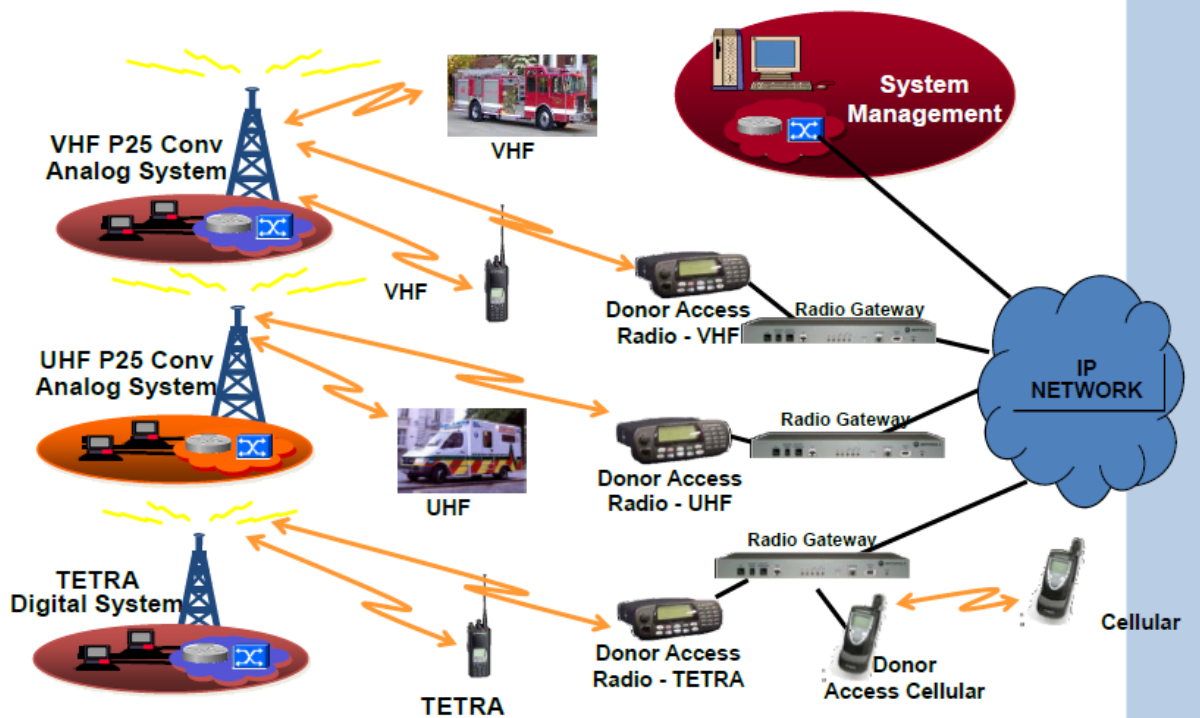 System
Management
VHF P25 Conv
Analog System
VHF
VHF
Donor Access
Radio - VHF
Radio Gateway
IP
NETWORK
UHF P25 Conv
Analog System
UHF
Donor Access
Radio - UHF
Radio Gateway
TETRA
Digital System
TETRA
Donor Access
Radio - TETRA
Radio Gateway
Donor
Access Cellular
Cellular